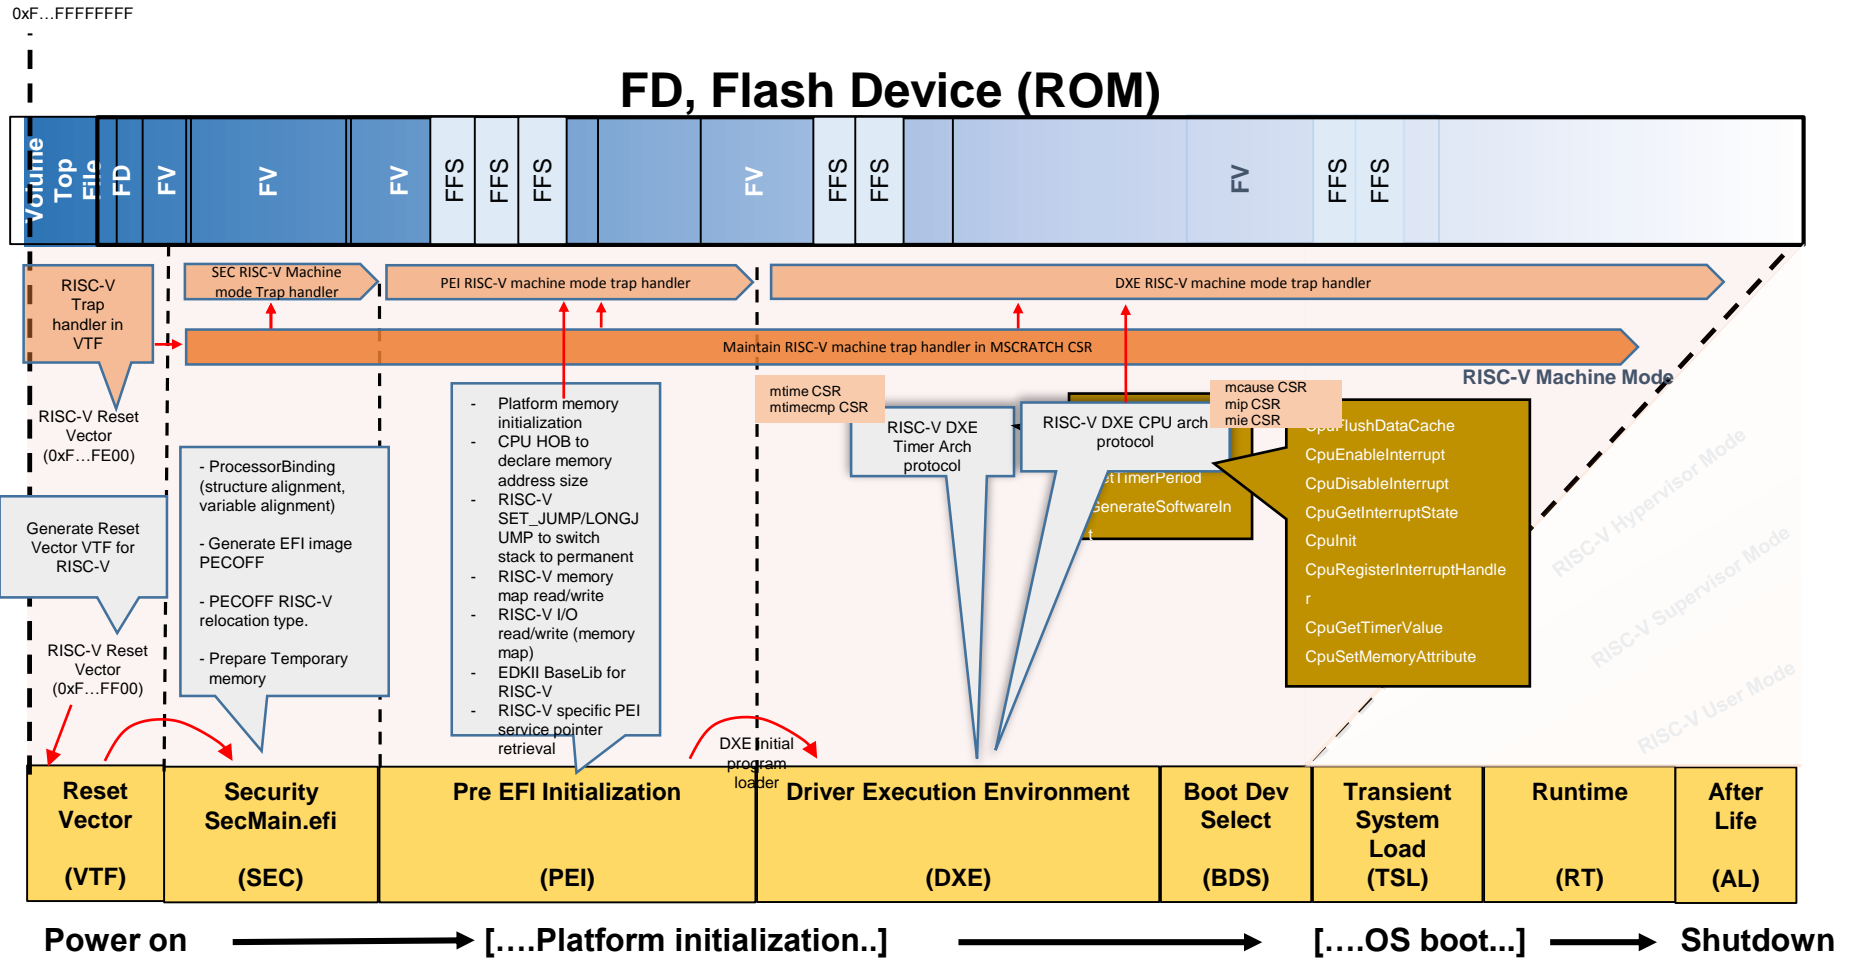 0xF…FFFFFFFF
FD, Flash Device (ROM)
Volume
Top
File
FD
FV
FV
FV
FFS
FFS
FFS
FV
FFS
FFS
FV
FFS
FFS
RISC-V
Trap
handler in
VTF
SEC RISC-V Machine
mode Trap handler
PEI RISC-V machine mode trap handler
DXE RISC-V machine mode trap handler
Maintain RISC-V machine trap handler in MSCRATCH CSR
RISC-V Machine Mode
RISC-V Hypervisor Mode
RISC-V Supervisor Mode
RISC-V User Mode
RISC-V Reset
Vector
(0xF…FE00)
Generate Reset
Vector VTF for
RISC-V
RISC-V Reset
Vector
(0xF…FF00)
- ProcessorBinding
(structure alignment,
variable alignment)
- Generate EFI image
PECOFF
- PECOFF RISC-V
relocation type.
- Prepare Temporary
memory
- Platform memory
initialization
- CPU HOB to
declare memory
address size
- RISC-V
SET_JUMP/LONGJ
UMP to switch
stack to permanent
- RISC-V memory
map read/write
- RISC-V I/O
read/write (memory
map)
- EDKII BaseLib for
RISC-V
- RISC-V specific PEI
service pointer
retrieval
DXE Initial
program
loader
mtime CSR
mtimecmp CSR
RISC-V DXE
Timer Arch
protocol
RISC-V DXE CPU arch
protocol
etTimerPeriod
GenerateSoftwareIn
t
mcause CSR
mip CSR
mie CSR
CpuFlushDataCache
CpuEnableInterrupt
CpuDisableInterrupt
CpuGetInterruptState
CpuInit
CpuRegisterInterruptHandle
r
CpuGetTimerValue
CpuSetMemoryAttribute
Reset
Vector
(VTF)
Security
SecMain.efi
(SEC)
Pre EFI Initialization
(PEI)
Driver Execution Environment
(DXE)
Boot Dev
Select
(BDS)
Transient
System
Load
(TSL)
Runtime
(RT)
After
Life
(AL)
Power on
[….Platform initialization..]
[….OS boot...]
Shutdown